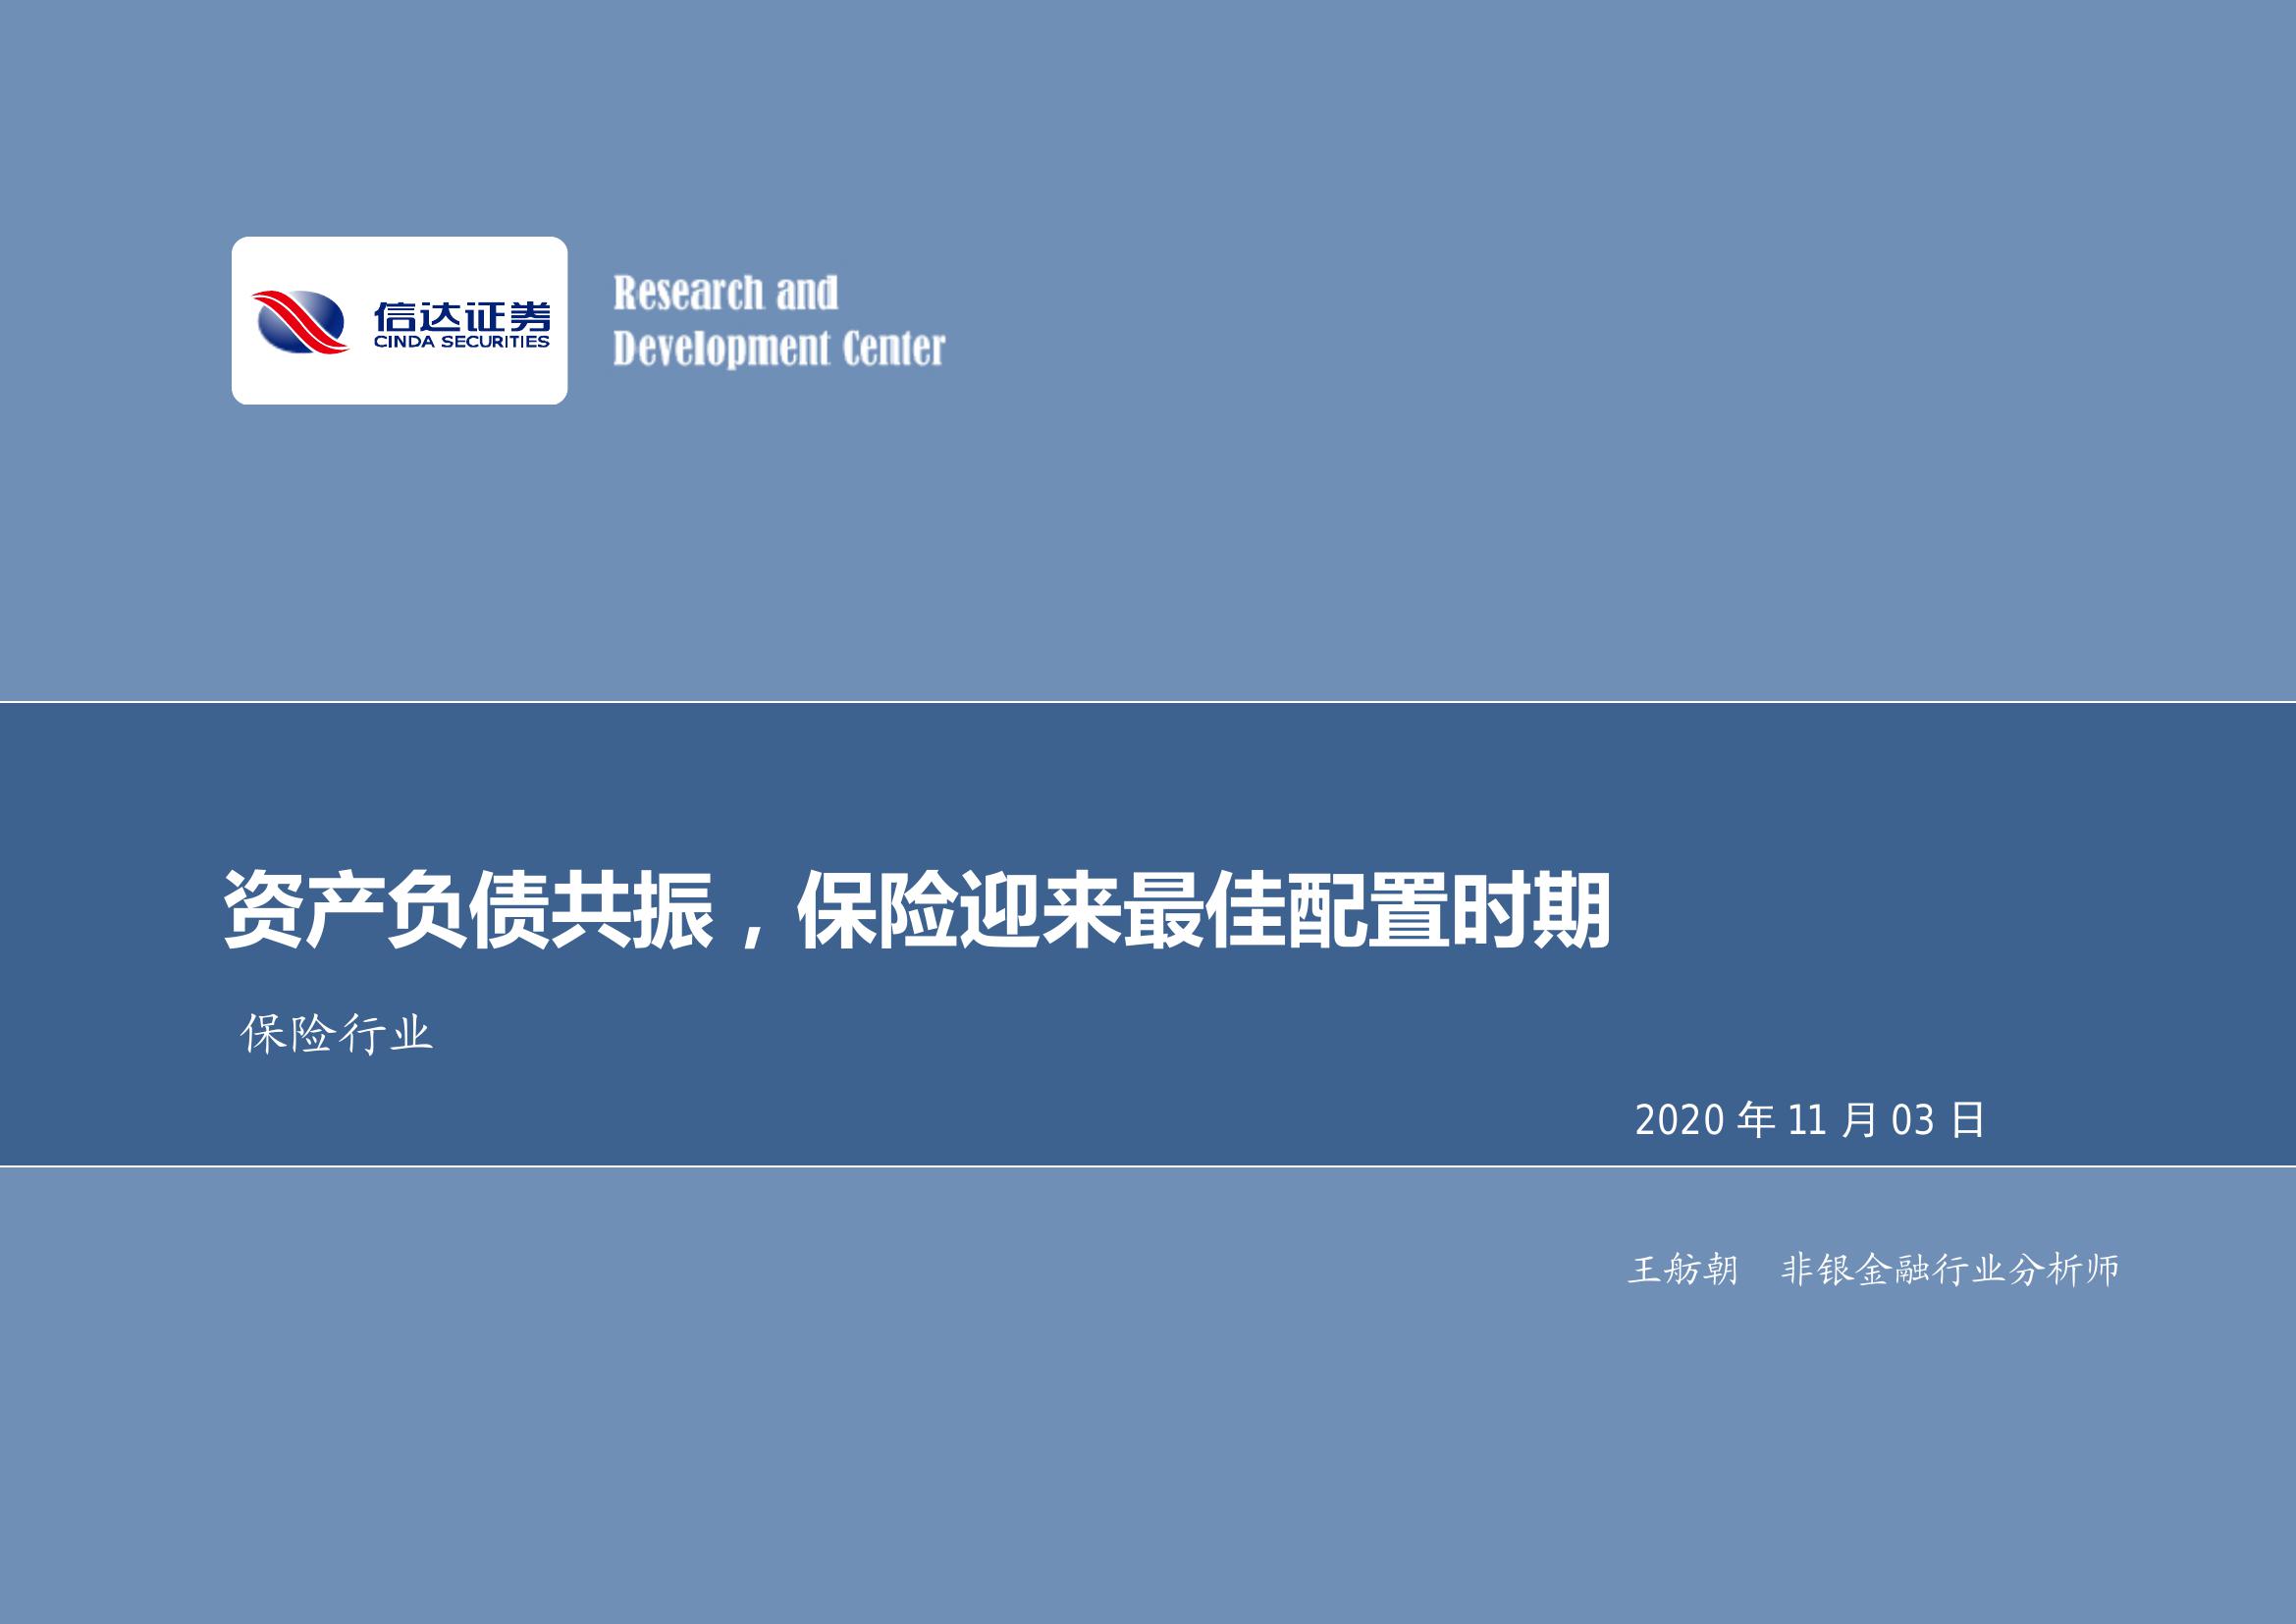 信达证券
CINDA SECURITIES
Research and
Development Center
资产负债共振，保险迎来最佳配置时期
保险行业
2020 年 11 月 03 日
王舫朝 非银金融行业分析师